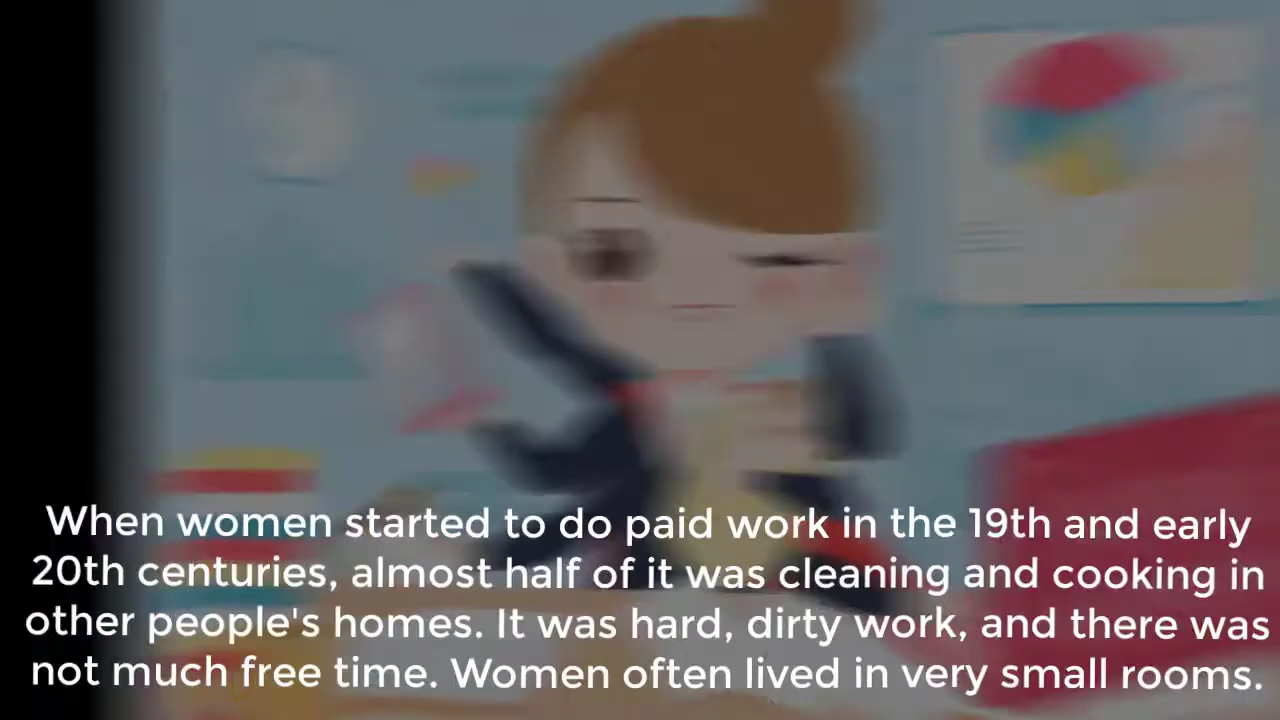 When women started to do paid work in the 19th and early
20th centuries, almost half of it was cleaning and cooking in
other people's homes. It was hard, dirty work, and there was
not much free time. Women often lived in very small rooms.